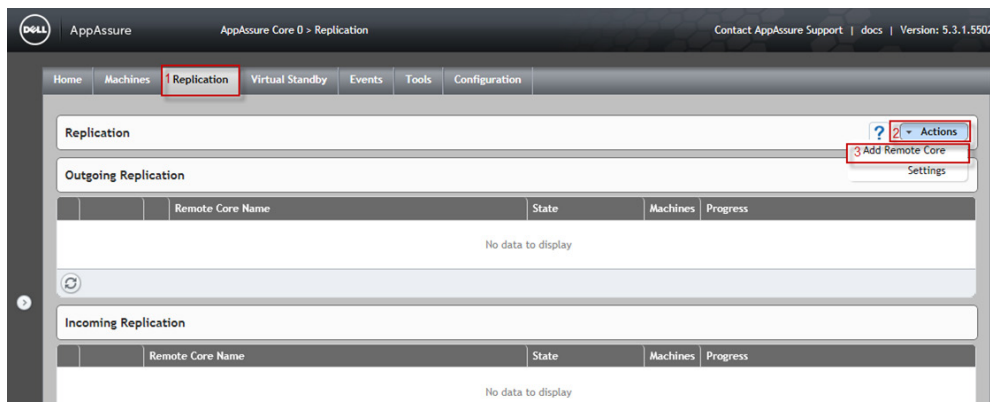 DELL AppAssure AppAssure Core 0 > Replication Contact AppAssure Support | docs | Version: 5.3.1.5507
Home Machines 1 Replication Virtual Standby Events Tools Configuration
Replication ? 2 Actions
3 Add Remote Core
Outgoing Replication Settings
Remote Core Name State Machines Progress
No data to display
Incoming Replication
Remote Core Name State Machines Progress
No data to display